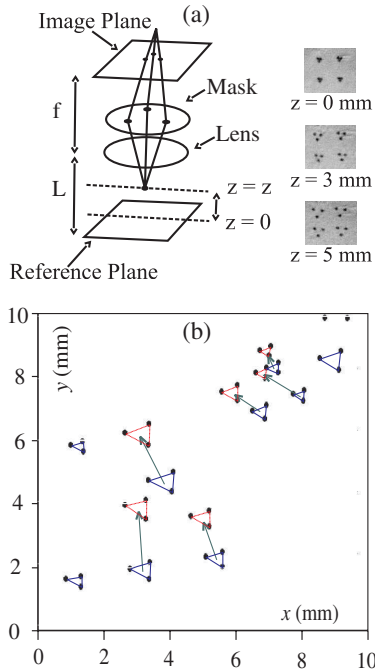 (a)
Image Plane
Mask
f
Lens
L
z = z
z=0
Reference Plane
z = 0 mm
z = 3 mm
z = 5 mm
(b)
10
8
6
4
2
0
y (mm)
x (mm)
0
2
4
6
8
10